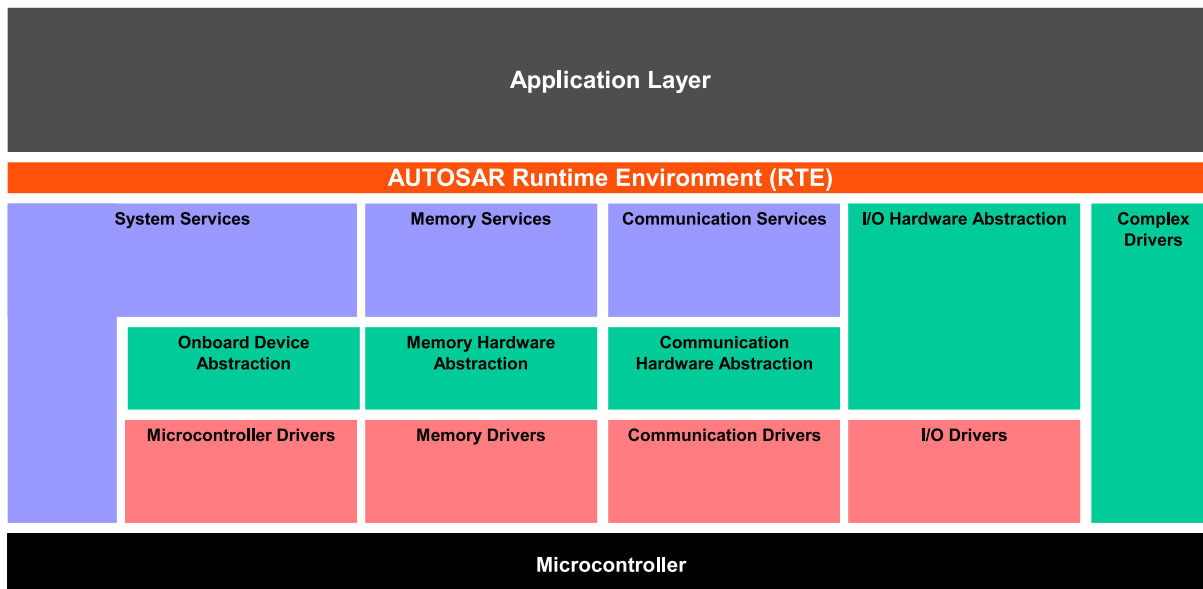 Application Layer
AUTOSAR Runtime Environment (RTE)
System Services
Memory Services
Communication Services
I/O Hardware Abstraction
Complex
Drivers
Onboard Device
Abstraction
Memory Hardware
Abstraction
Communication
Hardware Abstraction
Microcontroller Drivers
Memory Drivers
Communication Drivers
I/O Drivers
Microcontroller